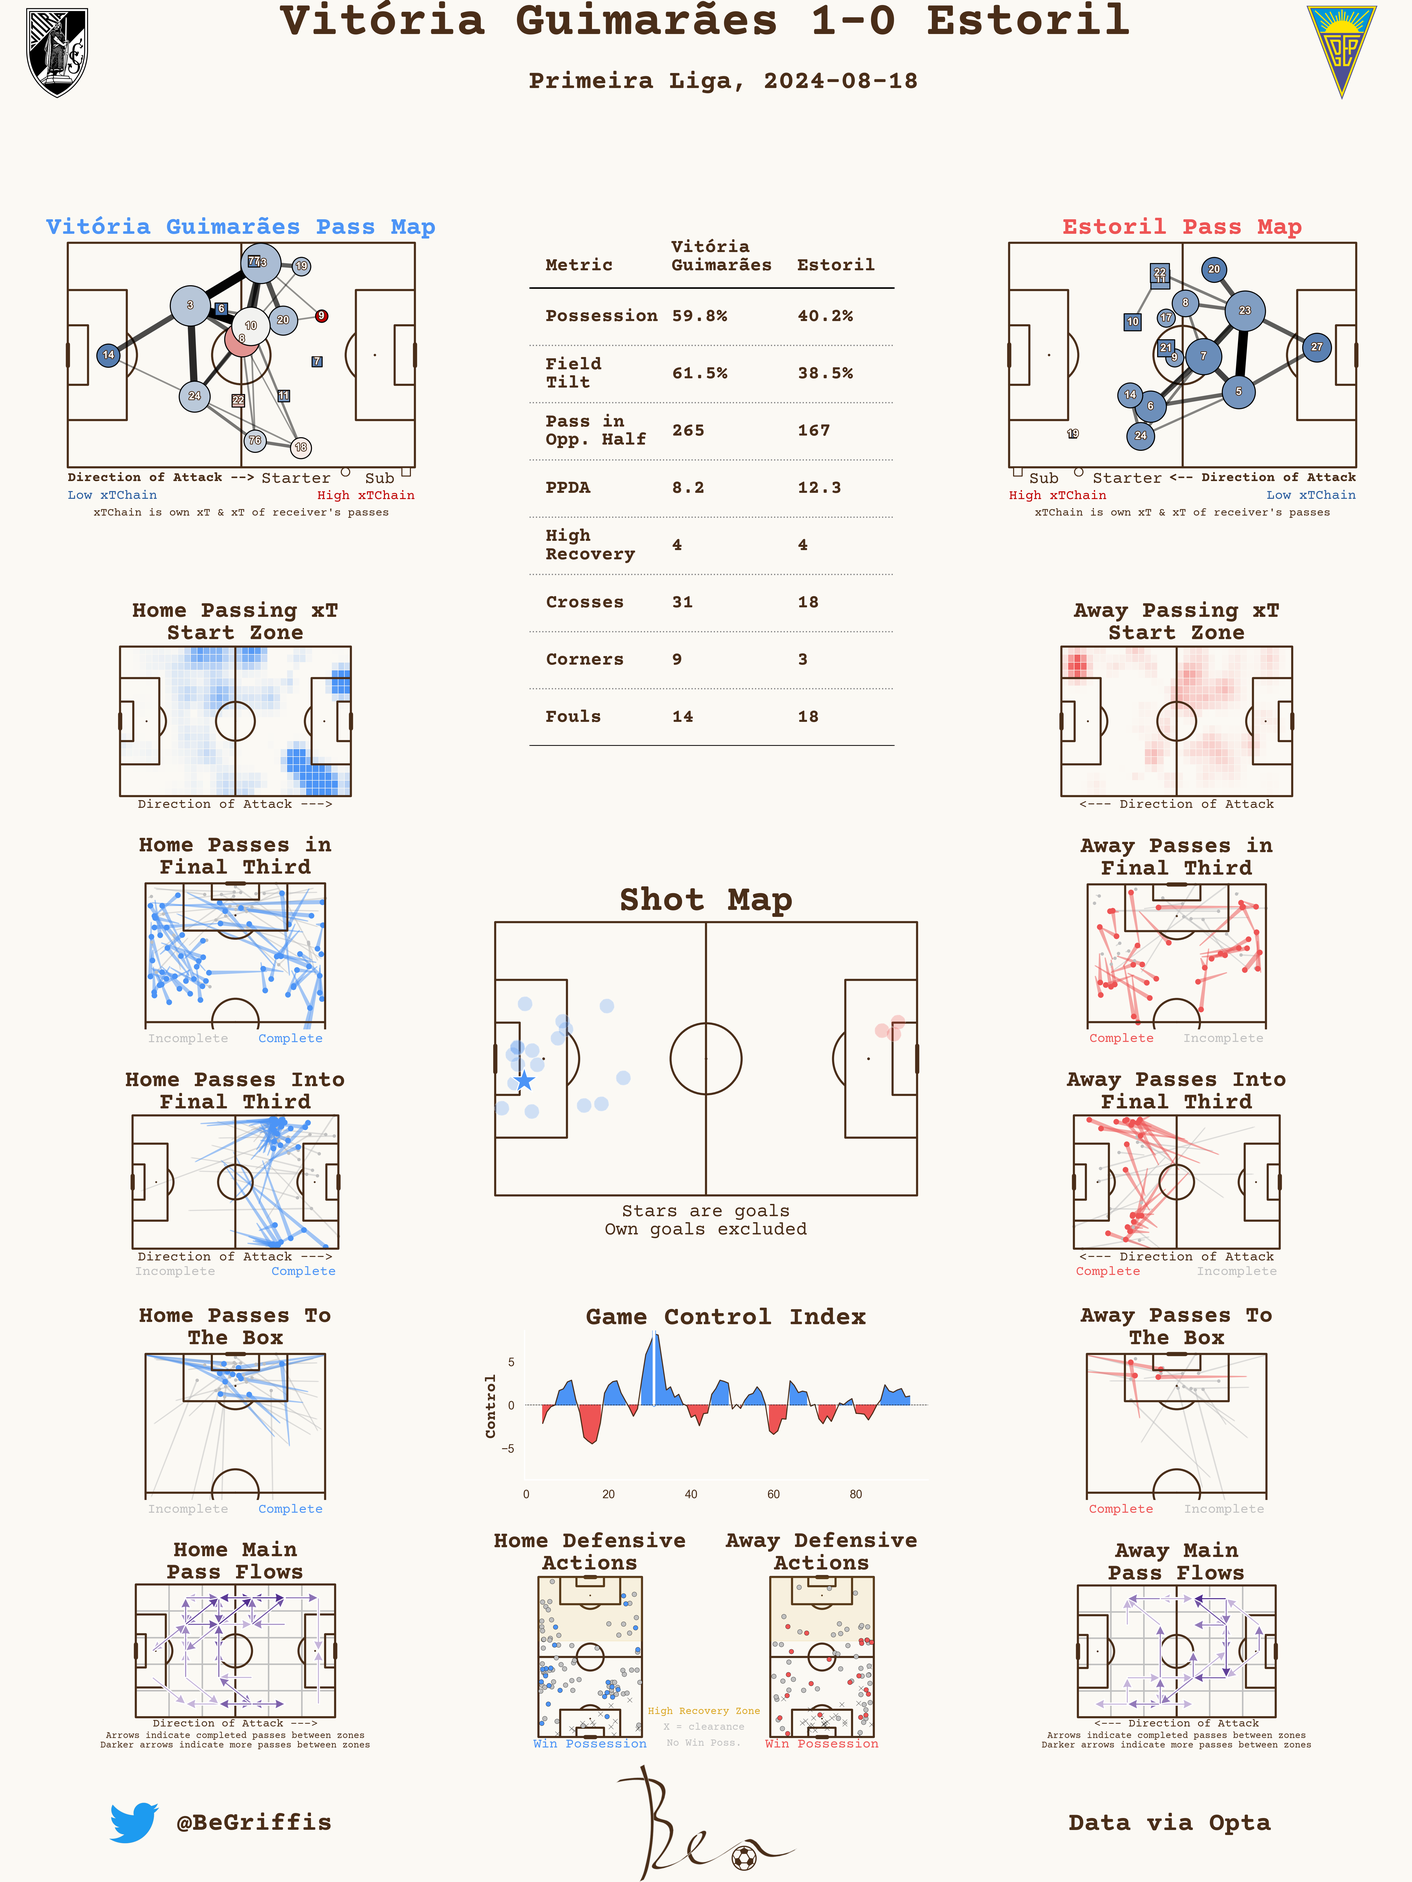 Vitória Guimarães 1-0 Estoril
Primeira Liga, 2024-08-18
Vitória Guimarães Pass Map
14
3
24
6
77
19
10
8
20
9
7
11
22
76
18
Direction of Attack --> Starter Sub
Low xTChain High xTChain
xTChain is own xT & xT of receiver's passes
Metric Vitória Guimarães Estoril
Possession 59.8% 40.2%
Field Tilt 61.5% 38.5%
Pass in Opp. Half 265 167
PPDA 8.2 12.3
High Recovery 4 4
Crosses 31 18
Corners 9 3
Fouls 14 18
Estoril Pass Map
22
11
20
8
23
10
17
21
9
7
27
14
6
5
24
19
Sub Starter <-- Direction of Attack
High xTChain Low xTChain
xTChain is own xT & xT of receiver's passes
Home Passing xT
Start Zone
Direction of Attack --->
Away Passing xT
Start Zone
<--- Direction of Attack
Home Passes in
Final Third
Incomplete Complete
Away Passes in
Final Third
Complete Incomplete
Shot Map
Stars are goals
Own goals excluded
Home Passes Into
Final Third
Direction of Attack --->
Incomplete Complete
Away Passes Into
Final Third
<--- Direction of Attack
Complete Incomplete
Home Passes To
The Box
Incomplete Complete
Game Control Index
Control
5
0
−5
0 20 40 60 80
Away Passes To
The Box
Complete Incomplete
Home Main
Pass Flows
Direction of Attack --->
Arrows indicate completed passes between zones
Darker arrows indicate more passes between zones
Home Defensive
Actions
Win Possession
Away Defensive
Actions
Win Possession
High Recovery Zone
X = clearance
No Win Poss.
Away Main
Pass Flows
<--- Direction of Attack
Arrows indicate completed passes between zones
Darker arrows indicate more passes between zones
@BeGriffis
Ben
Data via Opta